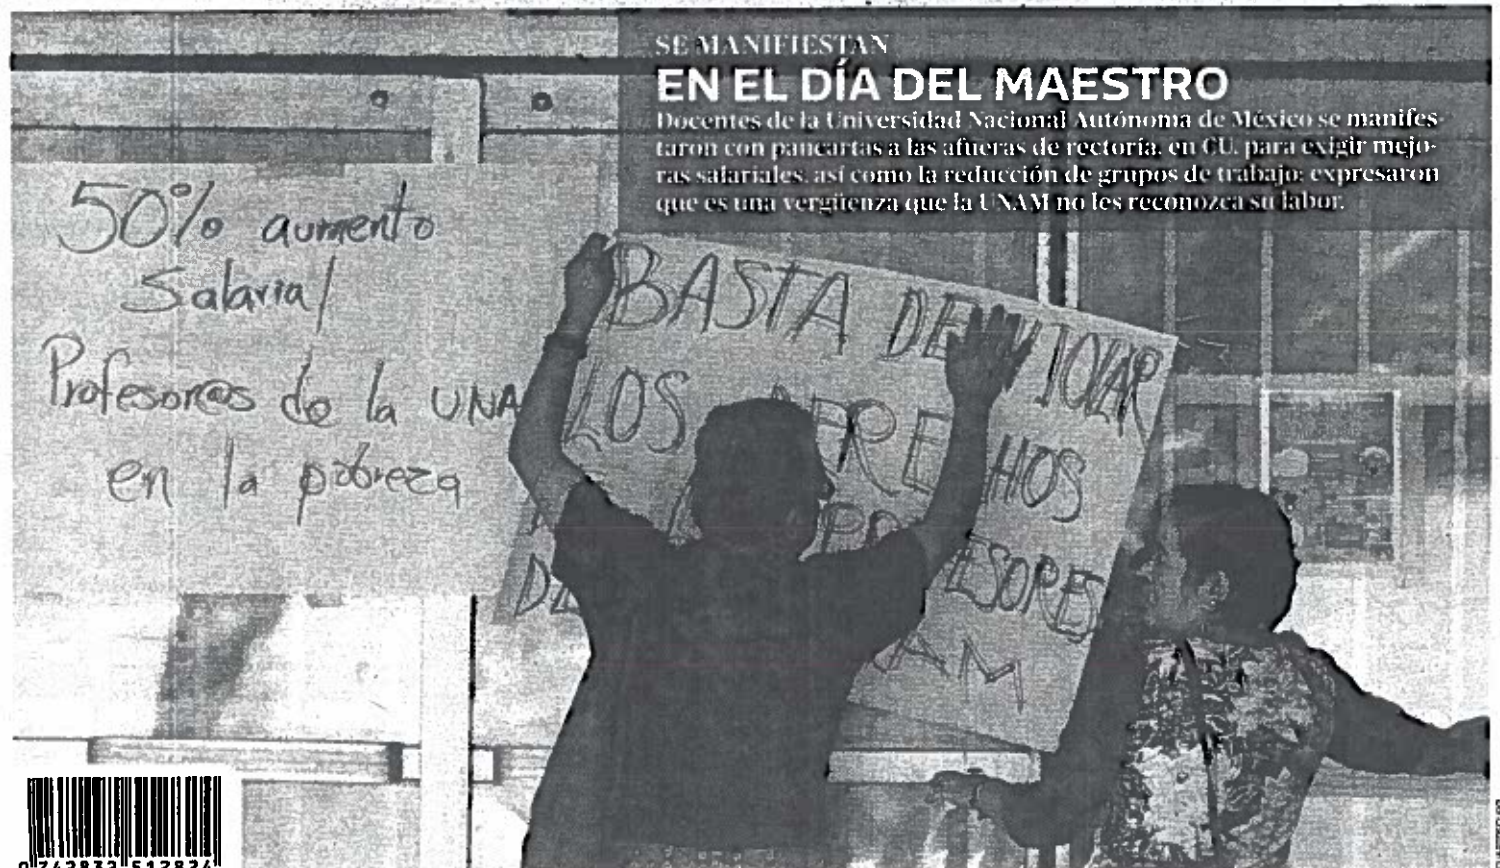 SE MANIFIESTAN
EN EL DÍA DEL MAESTRO
Docentes de la Universidad Nacional Autónoma de México se manifes-
taron con pancartas a las afueras de rectoría, en CU, para exigir mejo-
ras salariales, así como la reducción de grupos de trabajo; expresaron
que es una vergüenza que la UNAM no les reconozca su labor.
50% aumento
Salarial
Profesor@s de la UNA
en la pobreza
BASTA DE VIOLAR
LOS DERECHOS
PROFESORES
DE
AM